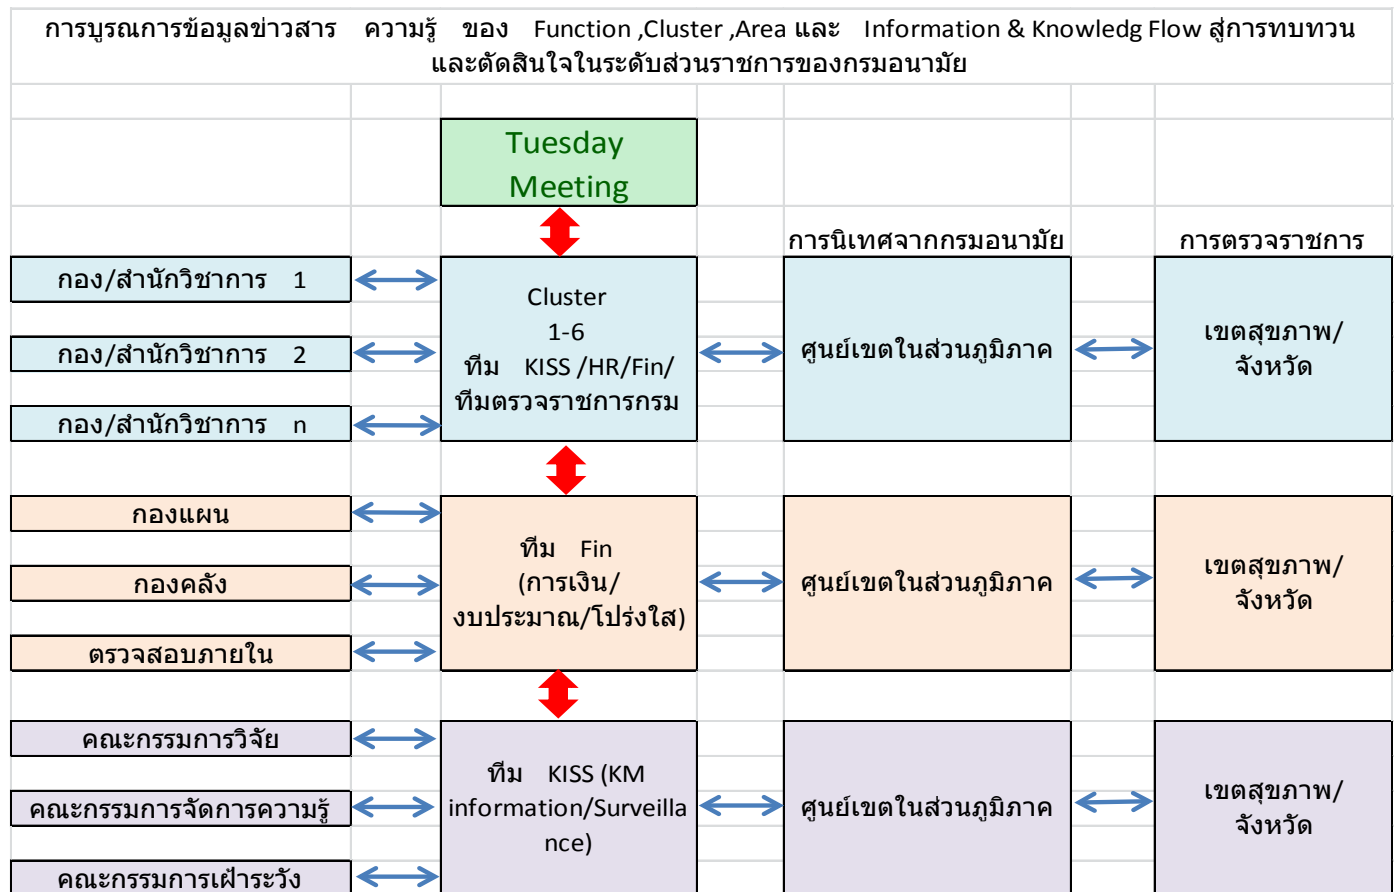 การบูรณการข้อมูลข่าวสาร ความรู้ ของ Function ,Cluster ,Area และ Information & Knowledg Flow สู่การทบทวน
และตัดสินใจในระดับส่วนราชการของกรมอนามัย
Tuesday
Meeting
การนิเทศจากกรมอนามัย
การตรวจราชการ
กอง/สำนักวิชาการ 1
กอง/สำนักวิชาการ 2
กอง/สำนักวิชาการ n
Cluster
1-6
ทีม KISS /HR/Fin/
ทีมตรวจราชการกรม
ศูนย์เขตในส่วนภูมิภาค
เขตสุขภาพ/
จังหวัด
กองแผน
กองคลัง
ตรวจสอบภายใน
ทีม Fin
(การเงิน/
งบประมาณ/โปร่งใส)
ศูนย์เขตในส่วนภูมิภาค
เขตสุขภาพ/
จังหวัด
คณะกรรมการวิจัย
คณะกรรมการจัดการความรู้
คณะกรรมการเฝ้าระวัง
ทีม KISS (KM
information/Surveilla
nce)
ศูนย์เขตในส่วนภูมิภาค
เขตสุขภาพ/
จังหวัด